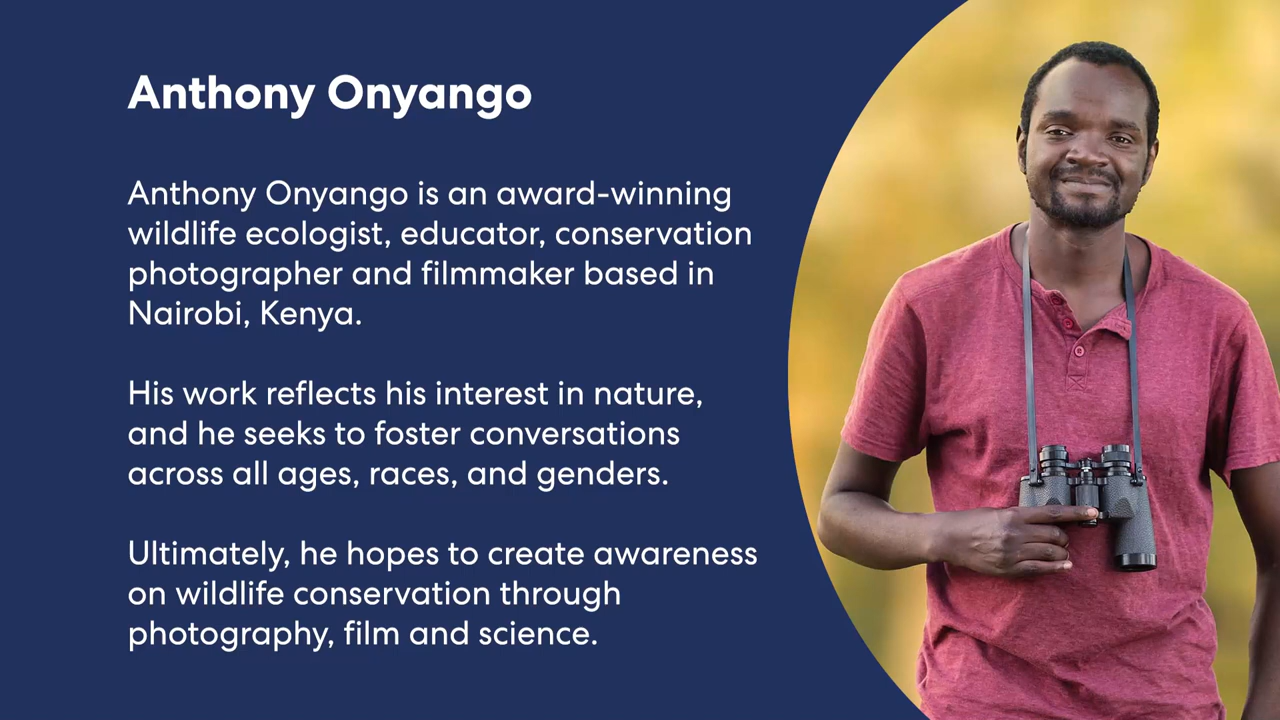 Anthony Onyango
Anthony Onyango is an award-winning
wildlife ecologist, educator, conservation
photographer and filmmaker based in
Nairobi, Kenya.
His work reflects his interest in nature,
and he seeks to foster conversations
across all ages, races, and genders.
Ultimately, he hopes to create awareness
on wildlife conservation through
photography, film and science.